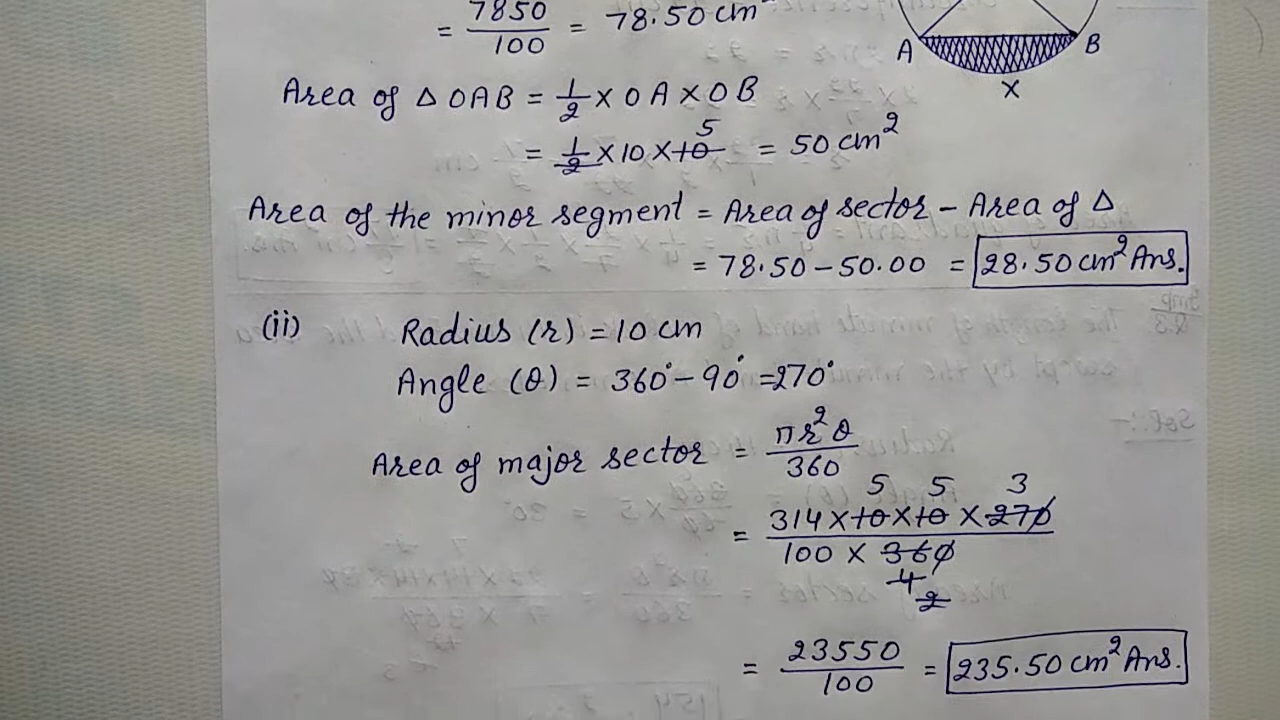 = 7850/100 = 78.50 cm²
A B
X
Area of Δ OAB = 1/2 × OA × OB
5
= 1/2 × 10 × 10 = 50 cm²
Area of the minor segment = Area of sector - Area of Δ
= 78.50 - 50.00 = 28.50 cm² Ans.
(ii) Radius (r) = 10 cm
Angle (θ) = 360° - 90° = 270°
Area of major sector = πr²θ/360
5 5 3
= 314 × 10 × 10 × 270 / 100 × 360
4
2
= 23550/100 = 235.50 cm² Ans.